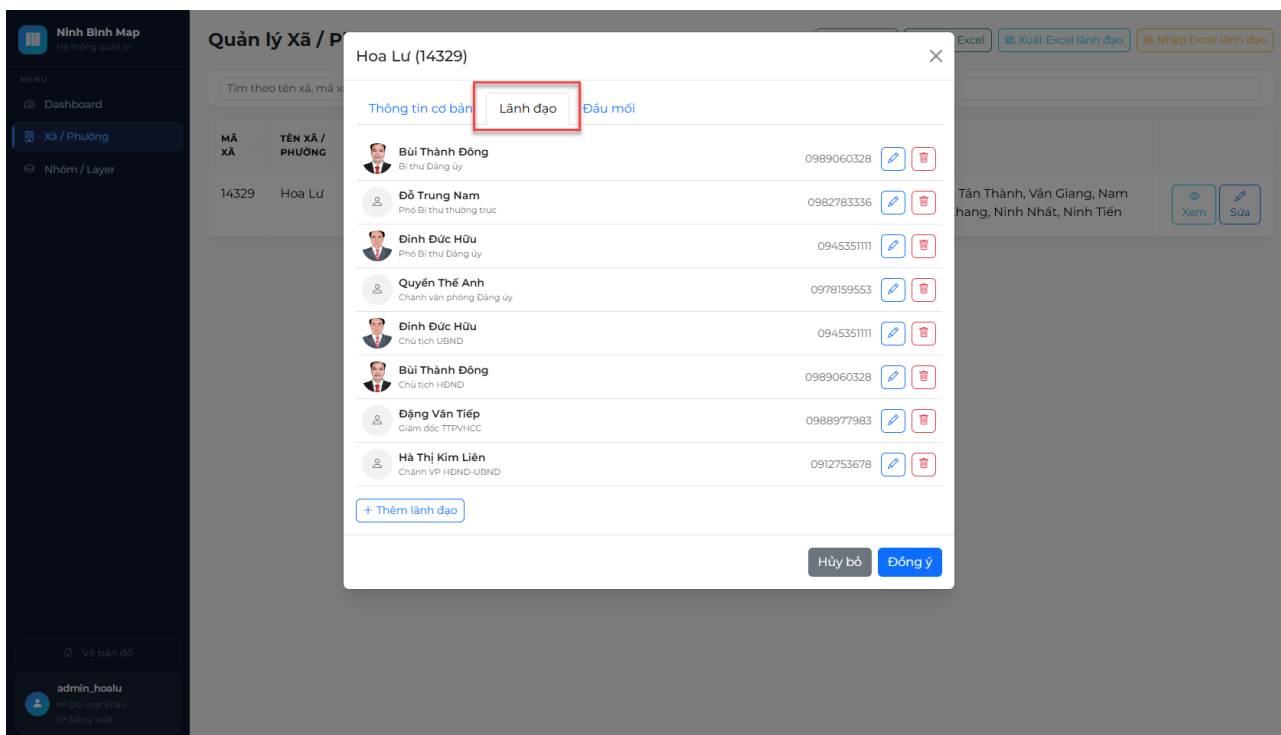 Ninh Bình Map
Hệ thống quản trị
MENU
Dashboard
Xã / Phường
Nhóm / Layer
Về bản đồ
admin_hoalu
Đổi mật khẩu
Đăng xuất
Quản lý Xã / P
Excel
Xuất Excel lãnh đạo
Nhập Excel lãnh đạo
Tìm theo tên xã, mã x
MÃ XÃ
TÊN XÃ / PHƯỜNG
14329
Hoa Lư
Tân Thành, Vân Giang, Nam
hang, Ninh Nhất, Ninh Tiến
Xem
Sửa
Hoa Lư (14329)
Thông tin cơ bản
Lãnh đạo
Đầu mối
Bùi Thành Đông
Bí thư Đảng ủy
0989060328
Đỗ Trung Nam
Phó Bí thư thường trực
0982783336
Đinh Đức Hữu
Phó Bí thư Đảng ủy
0945351111
Quyền Thế Anh
Chánh văn phòng Đảng ủy
0978159553
Đinh Đức Hữu
Chủ tịch UBND
0945351111
Bùi Thành Đông
Chủ tịch HĐND
0989060328
Đặng Văn Tiếp
Giám đốc TTPVHCC
0988977983
Hà Thị Kim Liên
Chánh VP HĐND-UBND
0912753678
+ Thêm lãnh đạo
Hủy bỏ
Đồng ý